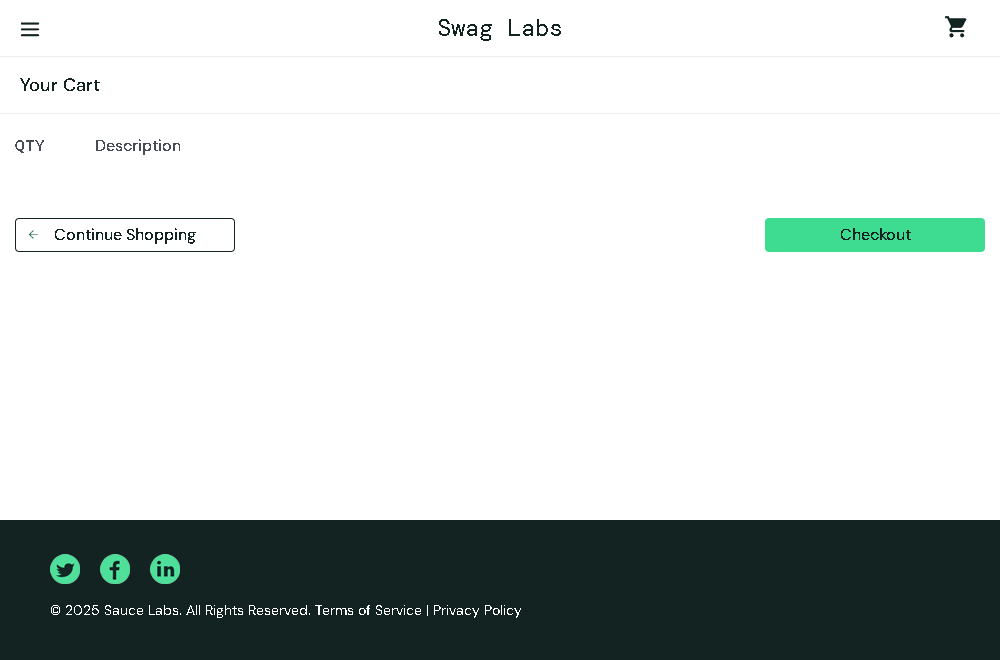 Swag Labs
Your Cart
QTY Description
Continue Shopping Checkout
© 2025 Sauce Labs. All Rights Reserved. Terms of Service | Privacy Policy